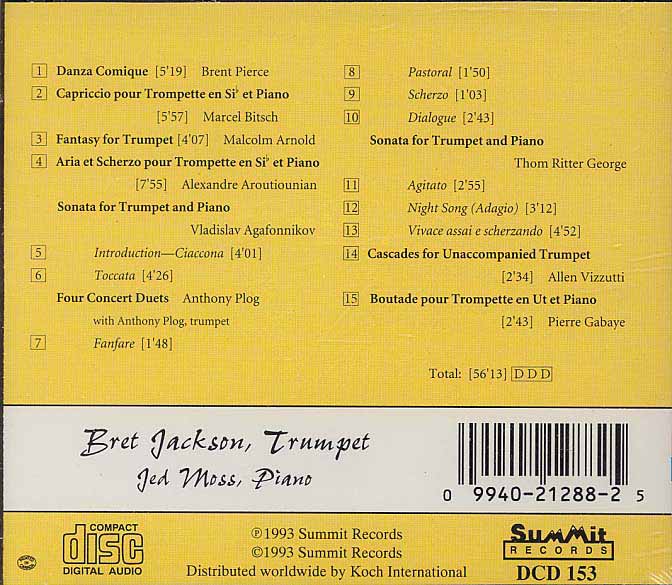 1 Danza Comique [5'19] Brent Pierce
2 Capriccio pour Trompette en Si♭ et Piano
[5'57] Marcel Bitsch
3 Fantasy for Trumpet [4'07] Malcolm Arnold
4 Aria et Scherzo pour Trompette en Si♭ et Piano
[7'55] Alexandre Aroutiounian
Sonata for Trumpet and Piano
Vladislav Agafonnikov
5 Introduction—Ciaccona [4'01]
6 Toccata [4'26]
Four Concert Duets Anthony Plog
with Anthony Plog, trumpet
7 Fanfare [1'48]
8 Pastoral [1'50]
9 Scherzo [1'03]
10 Dialogue [2'43]
Sonata for Trumpet and Piano
Thom Ritter George
11 Agitato [2'55]
12 Night Song (Adagio) [3'12]
13 Vivace assai e scherzando [4'52]
14 Cascades for Unaccompanied Trumpet
[2'34] Allen Vizzutti
15 Boutade pour Trompette en Ut et Piano
[2'43] Pierre Gabaye
Total: [56'13] D D D
Bret Jackson, Trumpet
Jed Moss, Piano
0 99402-1288-2 5
COMPACT
disc
DIGITAL AUDIO
℗1993 Summit Records
©1993 Summit Records
Distributed worldwide by Koch International
Summit
RECORDS
DCD 153